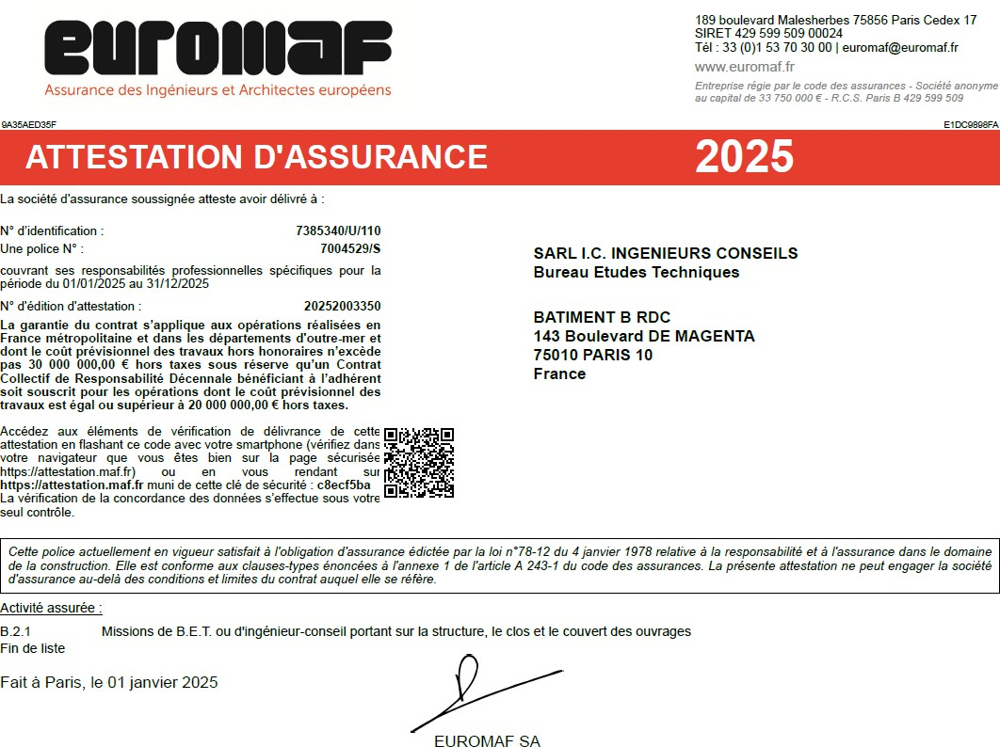 euromaf
Assurance des Ingénieurs et Architectes européens
189 boulevard Malesherbes 75856 Paris Cedex 17
SIRET 429 599 509 00024
Tél : 33 (0)1 53 70 30 00 | euromaf@euromaf.fr
www.euromaf.fr
Entreprise régie par le code des assurances - Société anonyme
au capital de 33 750 000 € - R.C.S. Paris B 429 599 509
9A35AED35F
E1DC9898FA
ATTESTATION D'ASSURANCE 2025
La société d'assurance soussignée atteste avoir délivré à :
N° d'identification : 7385340/U/110
Une police N° : 7004529/S
couvrant ses responsabilités professionnelles spécifiques pour la
période du 01/01/2025 au 31/12/2025
N° d'édition d'attestation : 20252003350
La garantie du contrat s'applique aux opérations réalisées en
France métropolitaine et dans les départements d'outre-mer et
dont le coût prévisionnel des travaux hors honoraires n'excède
pas 30 000 000,00 € hors taxes sous réserve qu'un Contrat
Collectif de Responsabilité Décennale bénéficiant à l'adhérent
soit souscrit pour les opérations dont le coût prévisionnel des
travaux est égal ou supérieur à 20 000 000,00 € hors taxes.
SARL I.C. INGENIEURS CONSEILS
Bureau Etudes Techniques
BATIMENT B RDC
143 Boulevard DE MAGENTA
75010 PARIS 10
France
Accédez aux éléments de vérification de délivrance de cette
attestation en flashant ce code avec votre smartphone (vérifiez dans
votre navigateur que vous êtes bien sur la page sécurisée
https://attestation.maf.fr) ou en vous rendant sur
https://attestation.maf.fr muni de cette clé de sécurité : c8ecf5ba
La vérification de la concordance des données s'effectue sous votre
seul contrôle.
Cette police actuellement en vigueur satisfait à l'obligation d'assurance édictée par la loi n°78-12 du 4 janvier 1978 relative à la responsabilité et à l'assurance dans le domaine
de la construction. Elle est conforme aux clauses-types énoncées à l'annexe 1 de l'article A 243-1 du code des assurances. La présente attestation ne peut engager la société
d'assurance au-delà des conditions et limites du contrat auquel elle se réfère.
Activité assurée :
B.2.1 Missions de B.E.T. ou d'ingénieur-conseil portant sur la structure, le clos et le couvert des ouvrages
Fin de liste
Fait à Paris, le 01 janvier 2025
EUROMAF SA